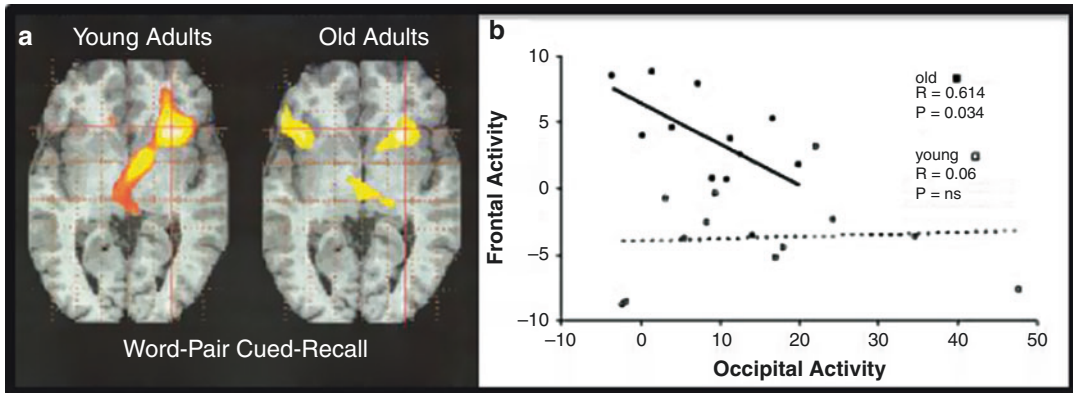 a
Young Adults
Old Adults
Word-Pair Cued-Recall
b
Frontal Activity
10
5
0
−5
−10
−10
0
10
20
30
40
50
Occipital Activity
old
R = 0.614
P = 0.034
young
R = 0.06
P = ns